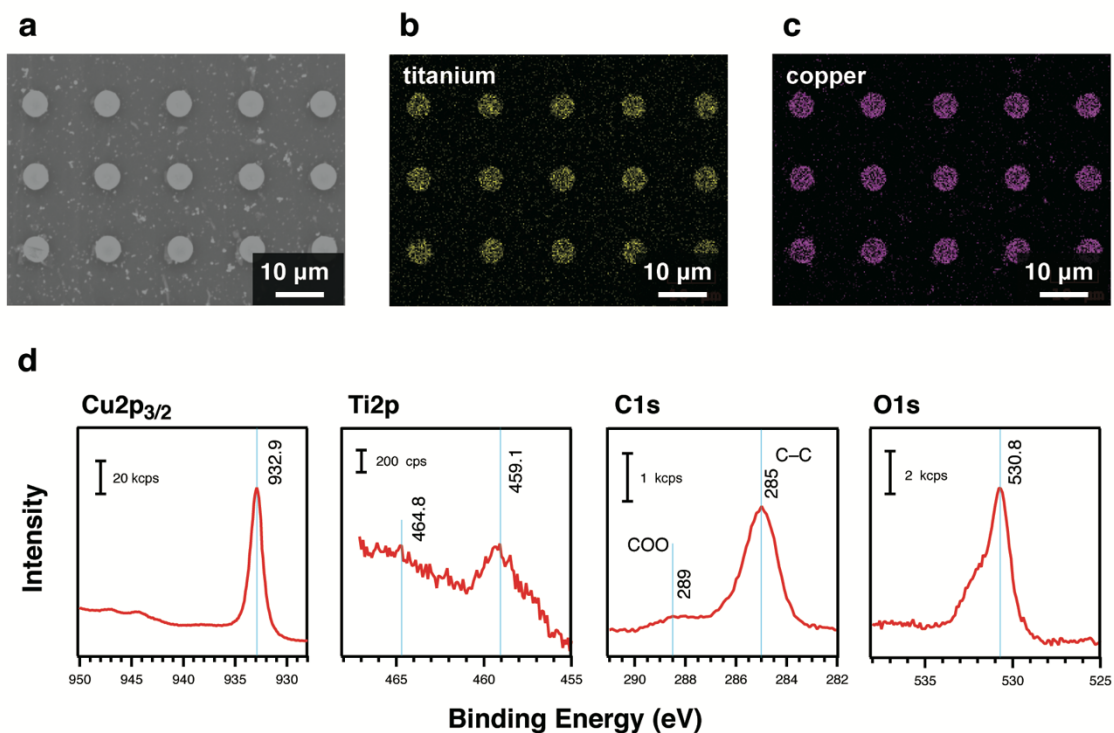 a
b
c
titanium
copper
10 µm
10 µm
10 µm
d
Cu2p3/2
Ti2p
C1s
O1s
Intensity
20 kcps
932.9
200 cps
464.8
459.1
1 kcps
COO
289
285
C–C
2 kcps
530.8
950 945 940 935 930
465 460 455
290 288 286 284 282
535 530 525
Binding Energy (eV)